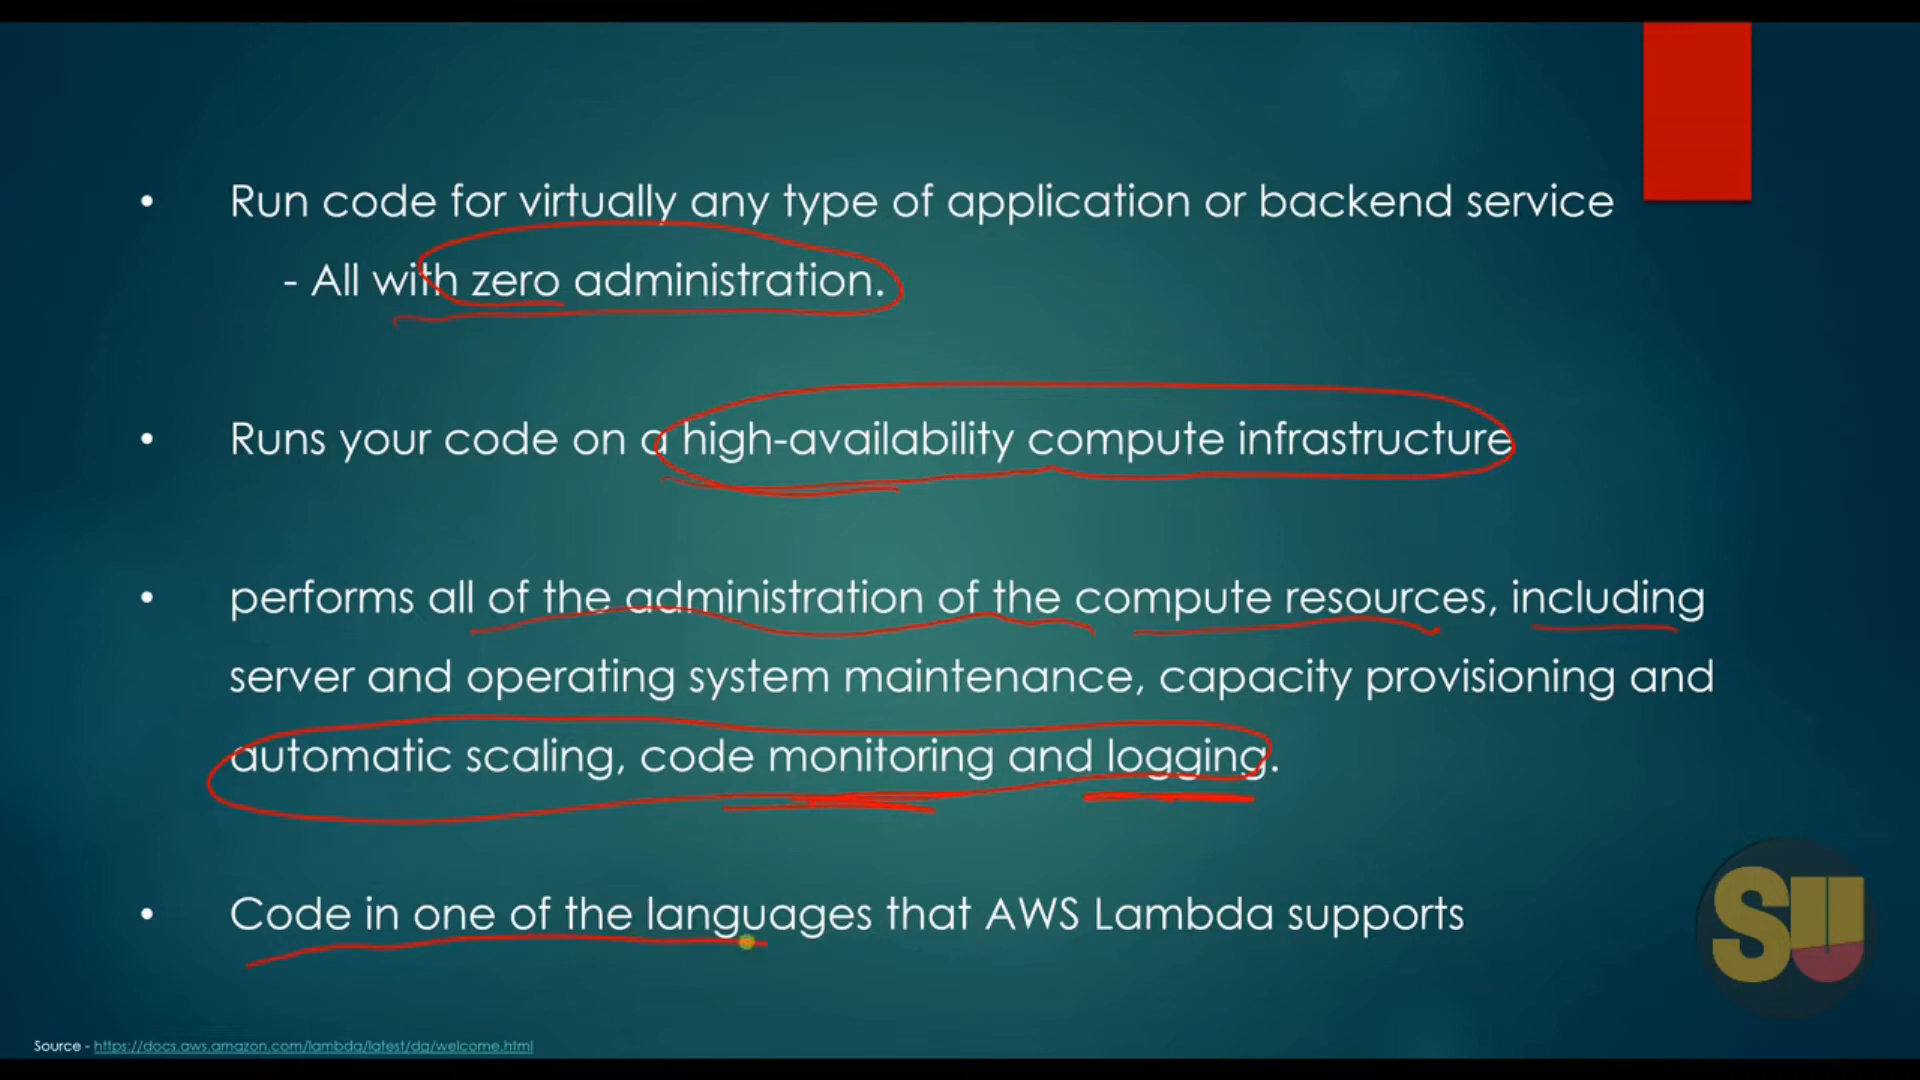 • Run code for virtually any type of application or backend service
- All with zero administration.
• Runs your code on a high-availability compute infrastructure
• performs all of the administration of the compute resources, including
server and operating system maintenance, capacity provisioning and
automatic scaling, code monitoring and logging.
• Code in one of the languages that AWS Lambda supports
SU
Source - https://docs.aws.amazon.com/lambda/latest/dg/welcome.html